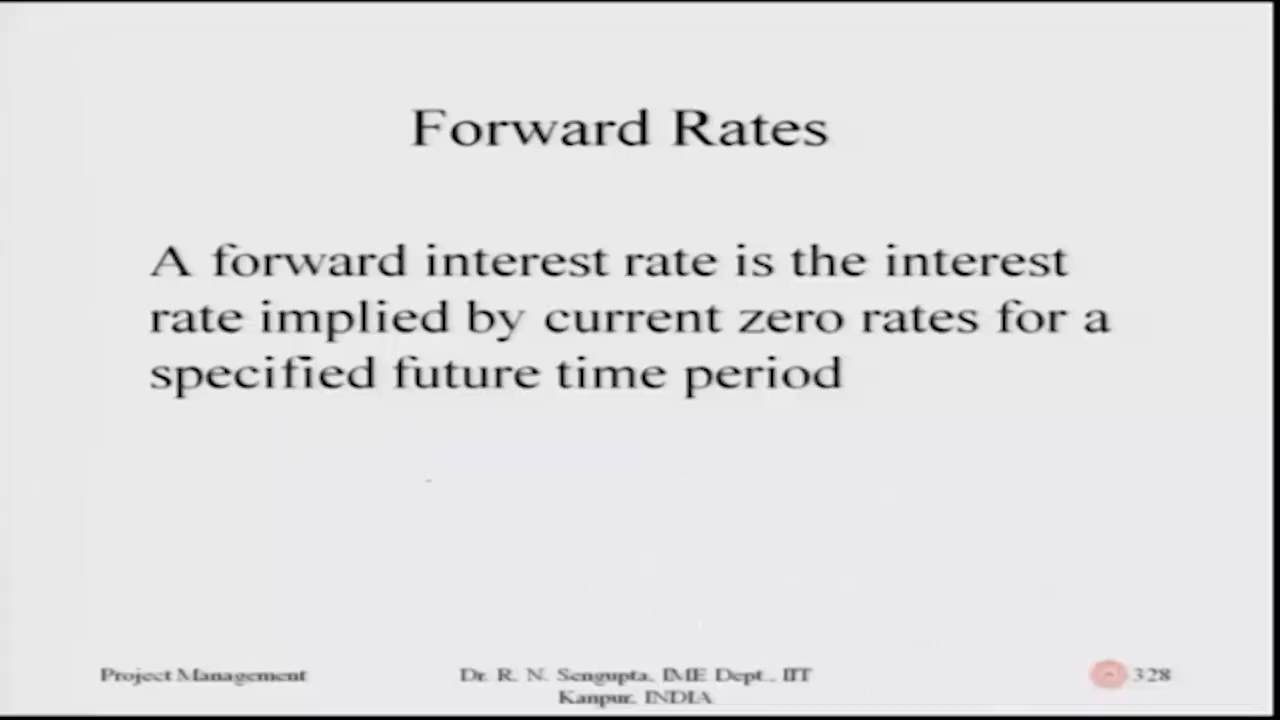 Forward Rates
A forward interest rate is the interest
rate implied by current zero rates for a
specified future time period
Project Management
Dr. R. N. Sengupta, IME Dept., IIT
Kanpur, INDIA
328